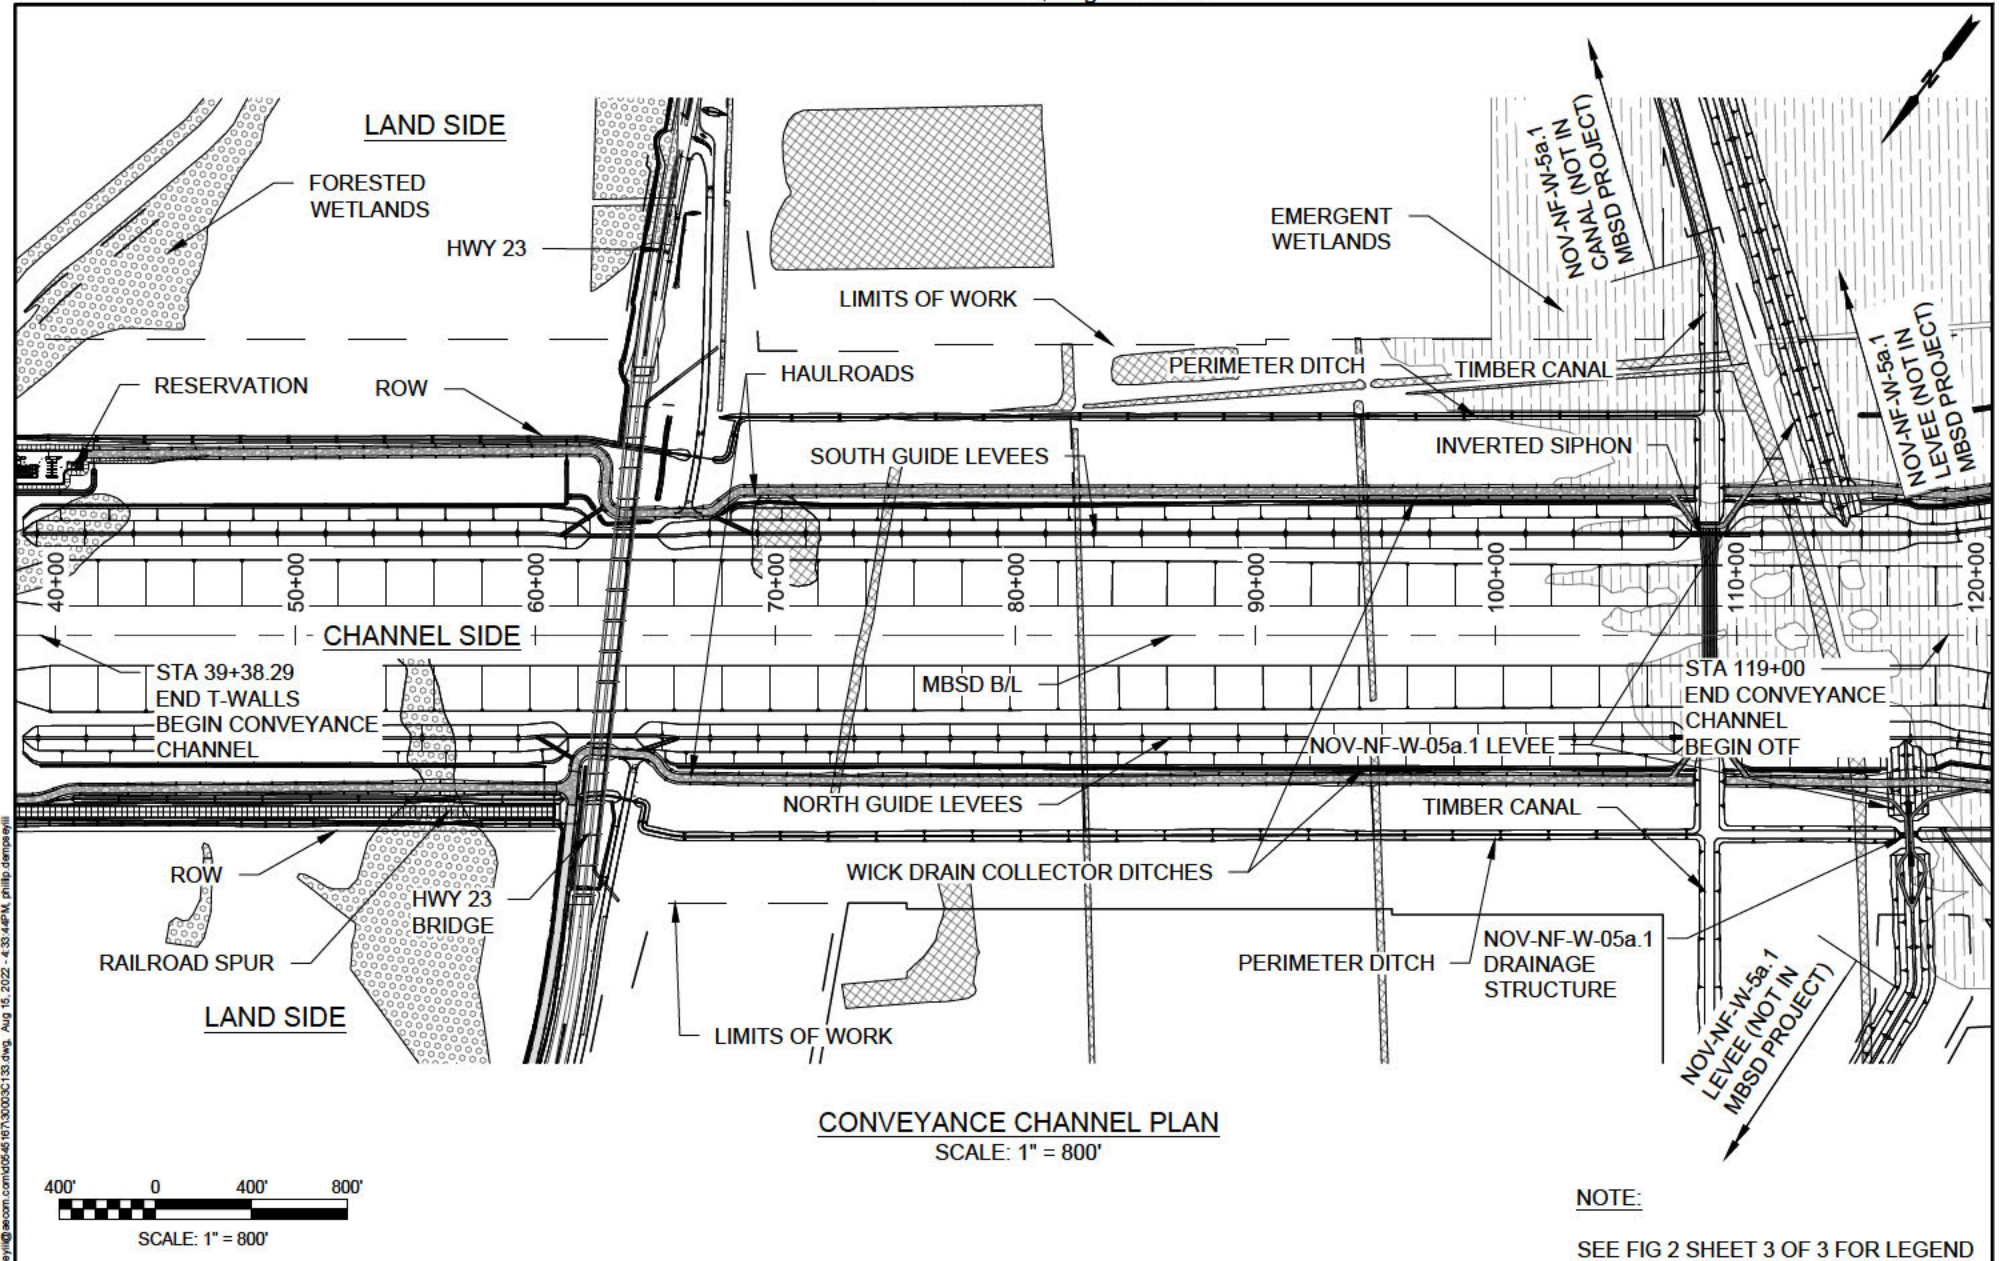 LAND SIDE
FORESTED
WETLANDS
HWY 23
LIMITS OF WORK
EMERGENT
WETLANDS
NOV-NF-W-5a.1
CANAL (NOT IN
MBSD PROJECT)
N
RESERVATION
ROW
HAULROADS
PERIMETER DITCH
TIMBER CANAL
NOV-NF-W-5a.1
LEVEE (NOT IN
MBSD PROJECT)
SOUTH GUIDE LEVEES
INVERTED SIPHON
40+00
50+00
60+00
70+00
80+00
90+00
100+00
110+00
120+00
CHANNEL SIDE
STA 39+38.29
END T-WALLS
BEGIN CONVEYANCE
CHANNEL
MBSD B/L
STA 119+00
END CONVEYANCE
CHANNEL
BEGIN OTF
NOV-NF-W-05a.1 LEVEE
NORTH GUIDE LEVEES
TIMBER CANAL
ROW
WICK DRAIN COLLECTOR DITCHES
HWY 23
BRIDGE
RAILROAD SPUR
PERIMETER DITCH
NOV-NF-W-05a.1
DRAINAGE
STRUCTURE
LAND SIDE
LIMITS OF WORK
NOV-NF-W-5a.1
LEVEE (NOT IN
MBSD PROJECT)
CONVEYANCE CHANNEL PLAN
SCALE: 1" = 800'
400' 0 400' 800'
SCALE: 1" = 800'
NOTE:
SEE FIG 2 SHEET 3 OF 3 FOR LEGEND
Aug 15, 2022 - 4:33:44PM